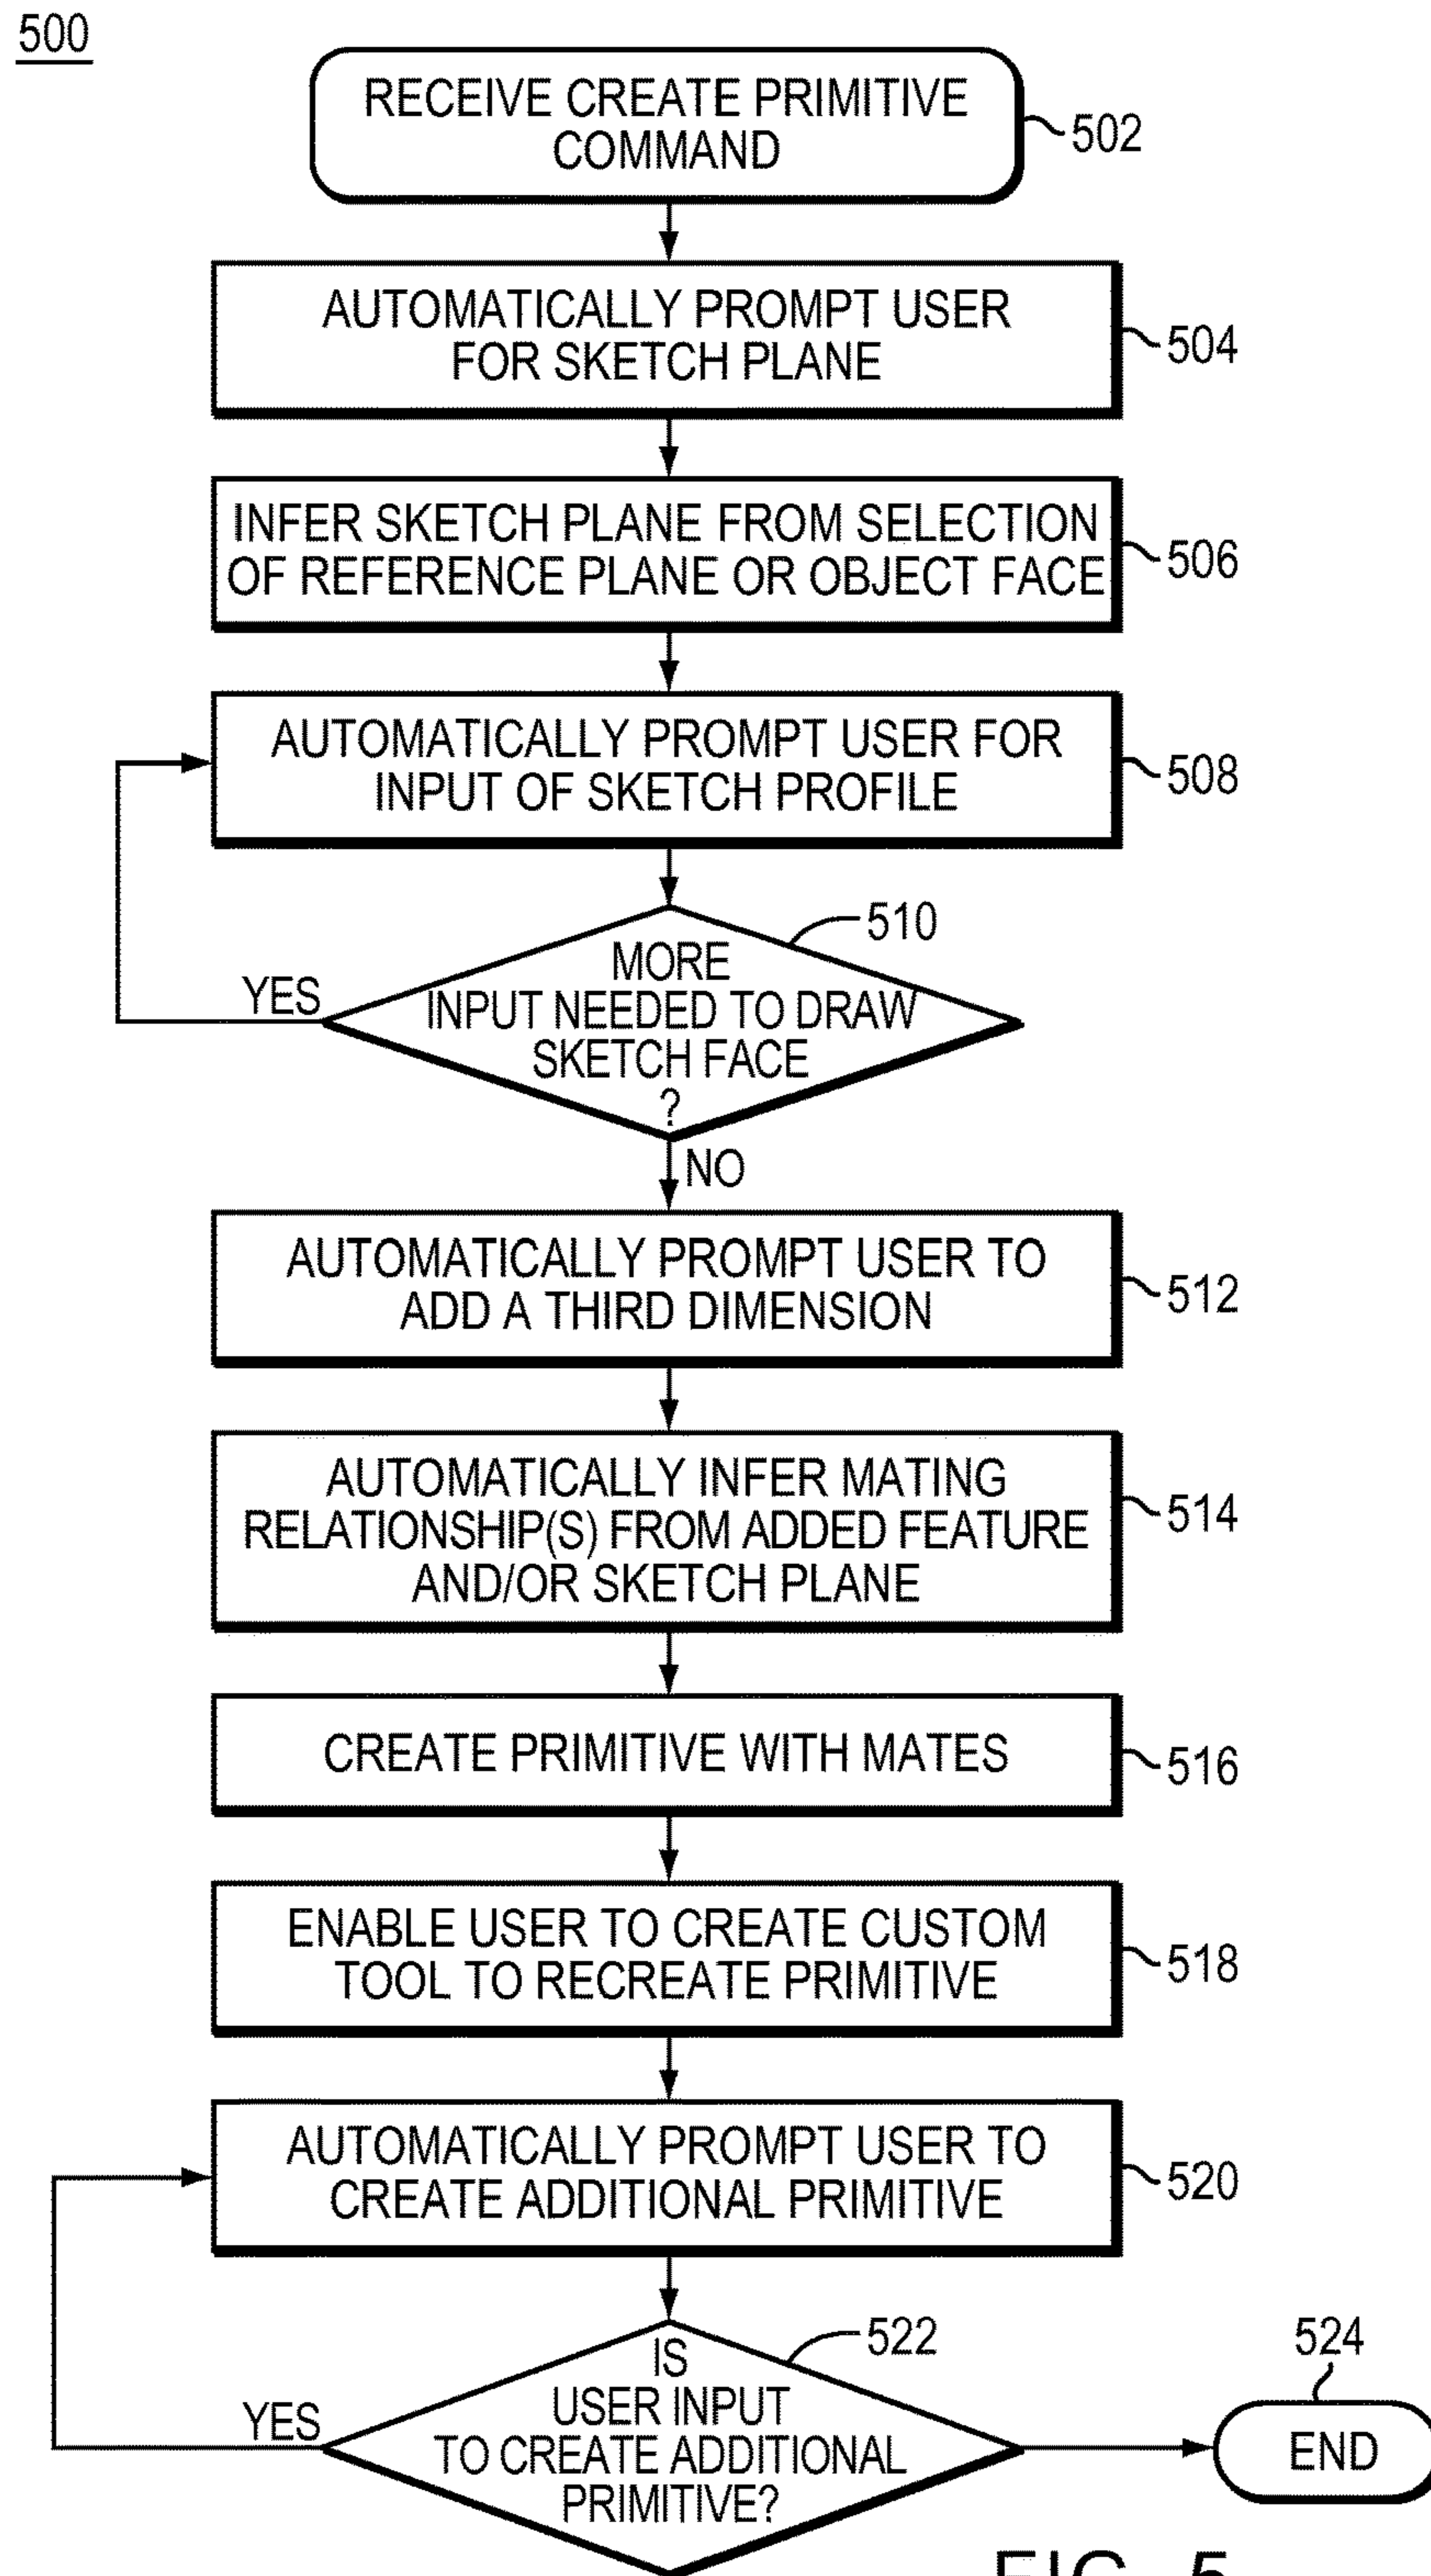 500
RECEIVE CREATE PRIMITIVE
COMMAND
502
AUTOMATICALLY PROMPT USER
FOR SKETCH PLANE
504
INFER SKETCH PLANE FROM SELECTION
OF REFERENCE PLANE OR OBJECT FACE
506
AUTOMATICALLY PROMPT USER FOR
INPUT OF SKETCH PROFILE
508
510
MORE
INPUT NEEDED TO DRAW
SKETCH FACE
?
YES
NO
AUTOMATICALLY PROMPT USER TO
ADD A THIRD DIMENSION
512
AUTOMATICALLY INFER MATING
RELATIONSHIP(S) FROM ADDED FEATURE
AND/OR SKETCH PLANE
514
CREATE PRIMITIVE WITH MATES
516
ENABLE USER TO CREATE CUSTOM
TOOL TO RECREATE PRIMITIVE
518
AUTOMATICALLY PROMPT USER TO
CREATE ADDITIONAL PRIMITIVE
520
522
IS
USER INPUT
TO CREATE ADDITIONAL
PRIMITIVE?
YES
524
END
FIG. 5